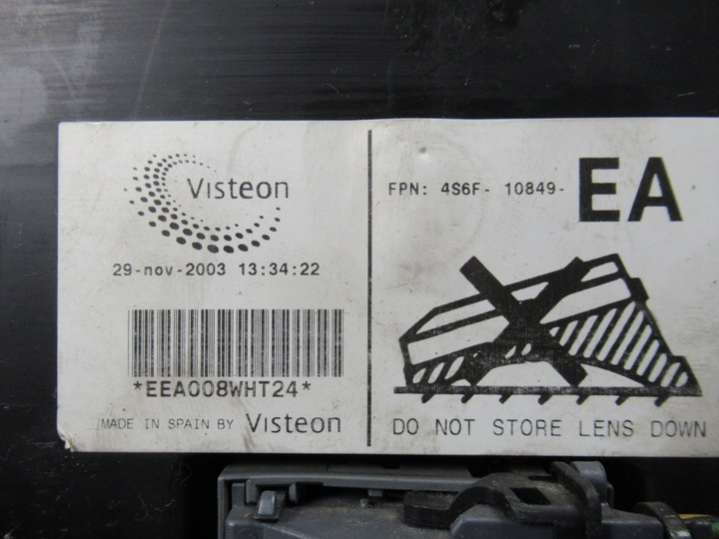 Visteon
29-nov-2003 13:34:22
*EEA008WHT24*
MADE IN SPAIN BY Visteon
FPN: 4S6F- 10849- EA
DO NOT STORE LENS DOWN